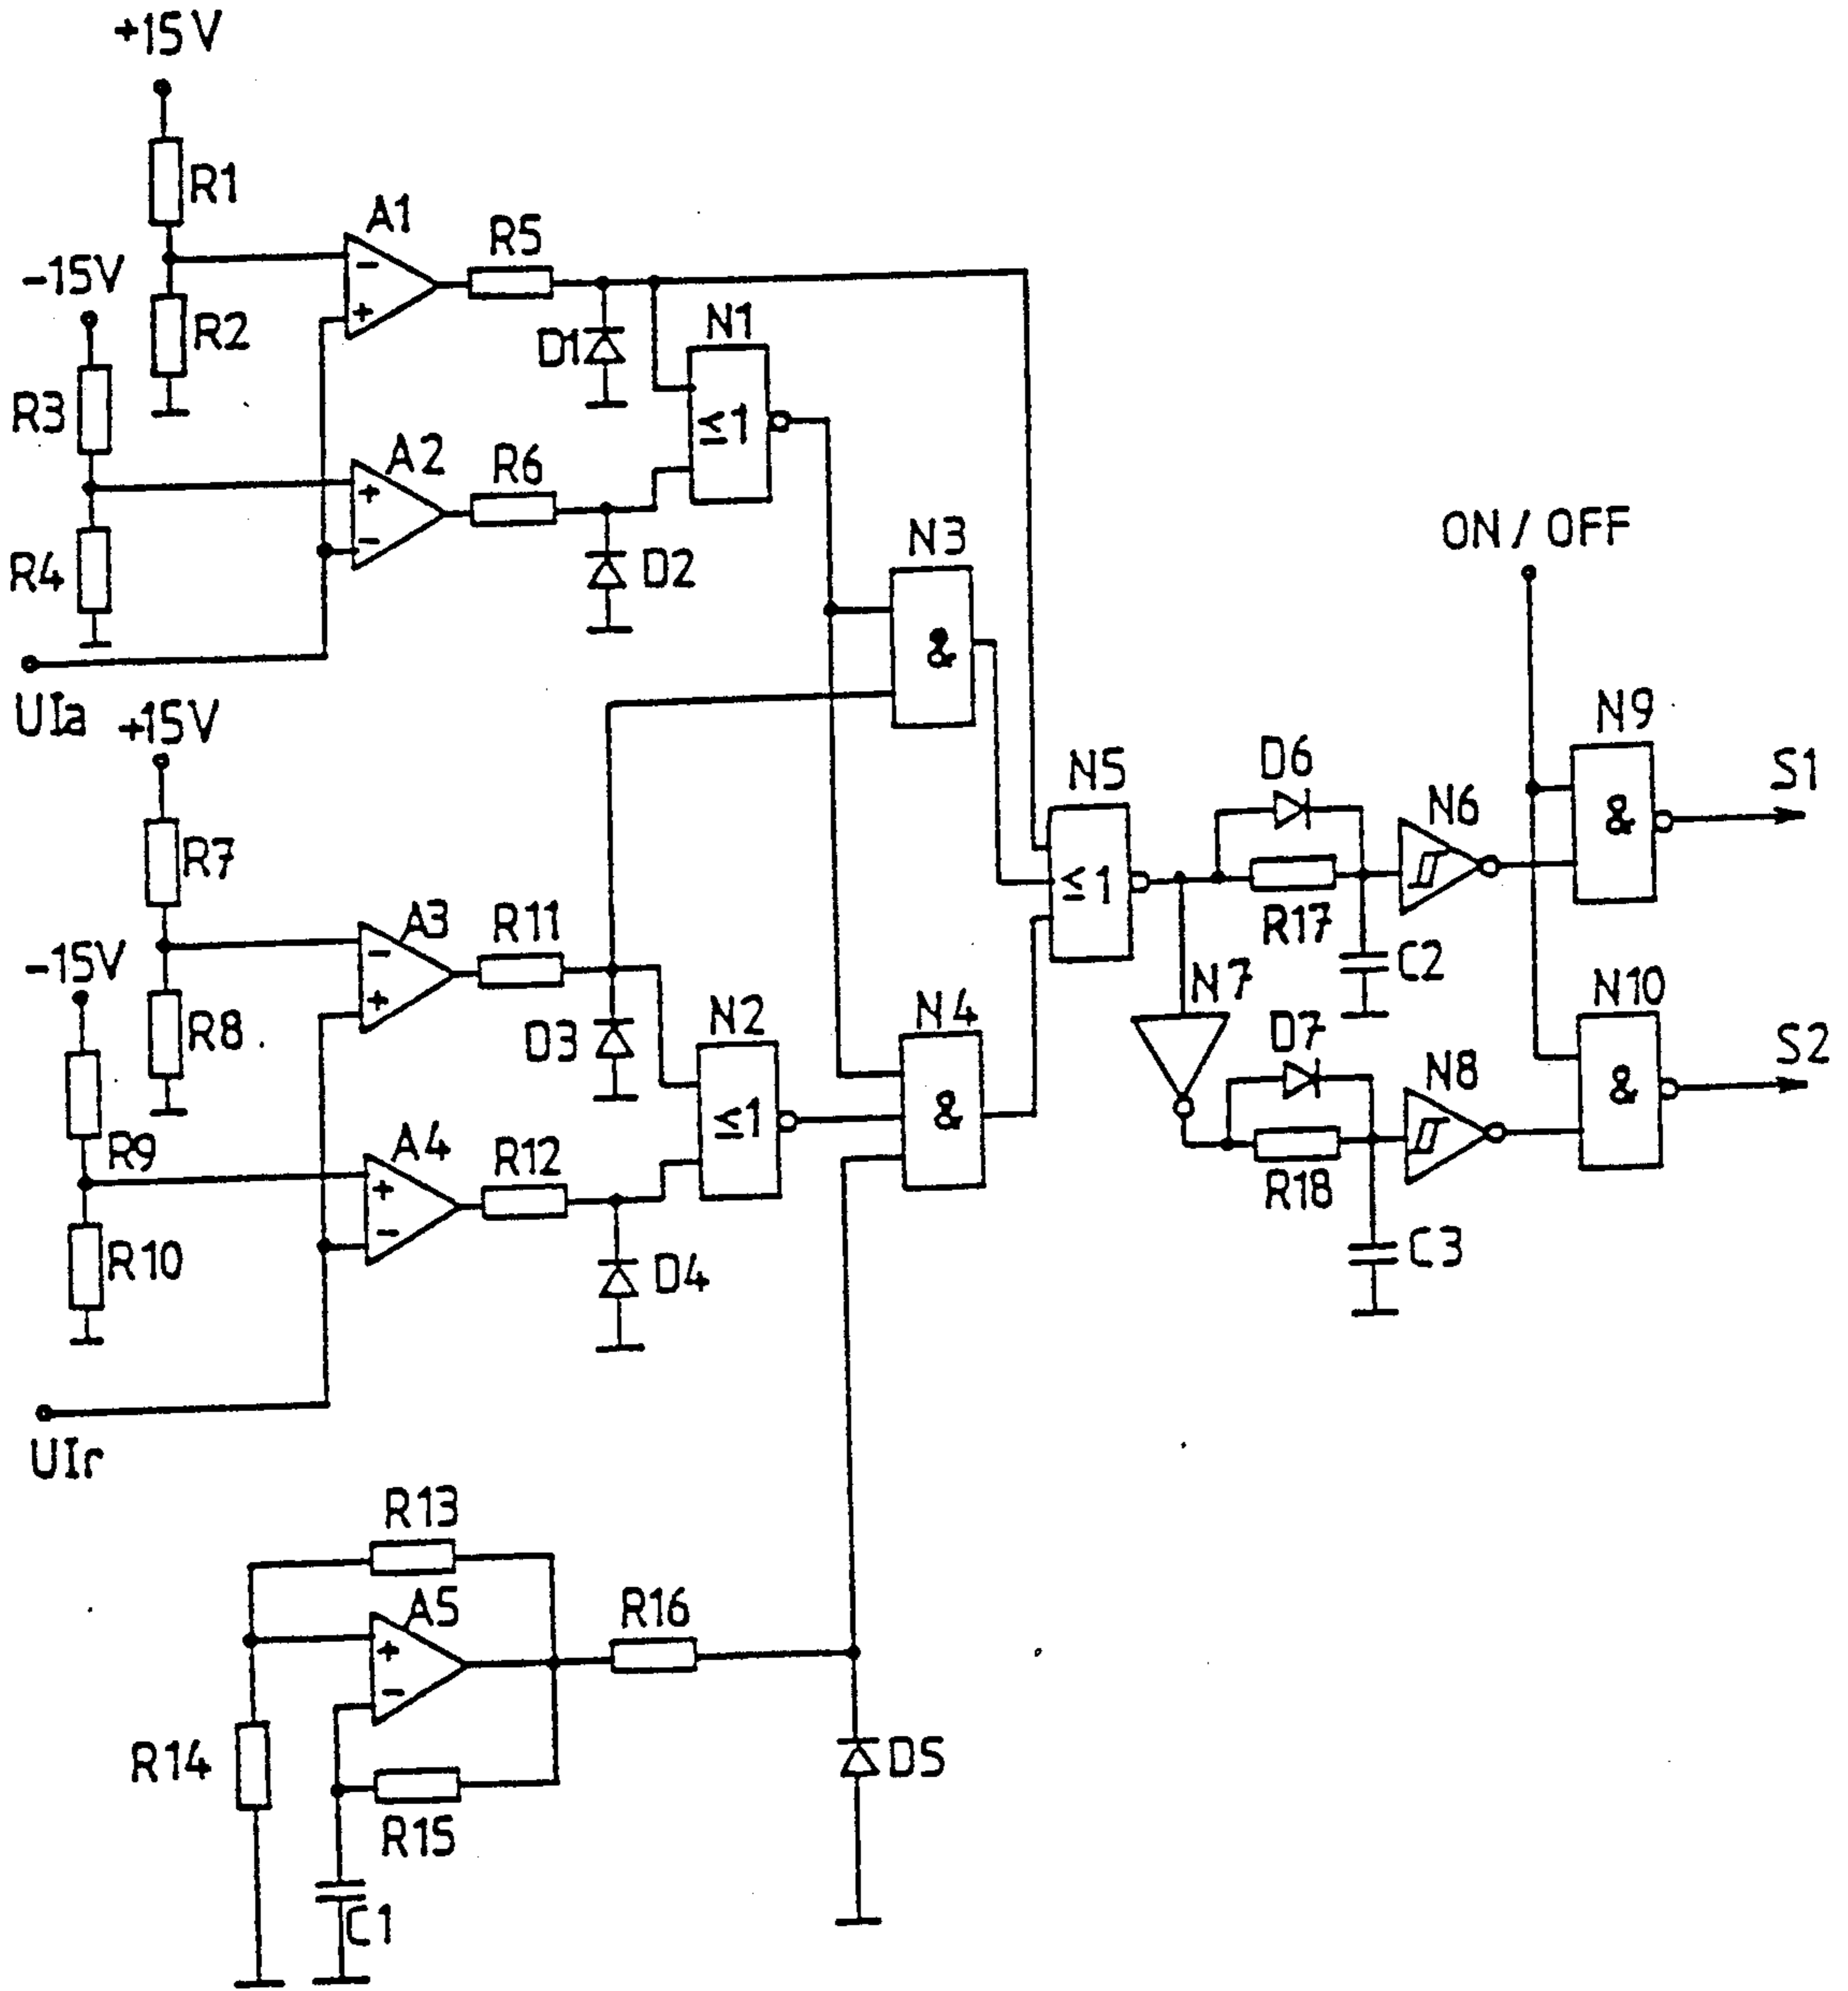 +15V
R1
A1
R5
-15V
R2
D1
N1
≤1
R3
A2
R6
R4
D2
N3
&
ON / OFF
UIa
+15V
N9
&
S1
N5
≤1
D6
N6
R17
C2
R7
A3
R11
-15V
R8
D3
N2
≤1
N4
&
N7
D7
N8
R18
C3
N10
&
S2
R9
A4
R12
R10
D4
UIr
R13
A5
R16
R14
R15
D5
C1